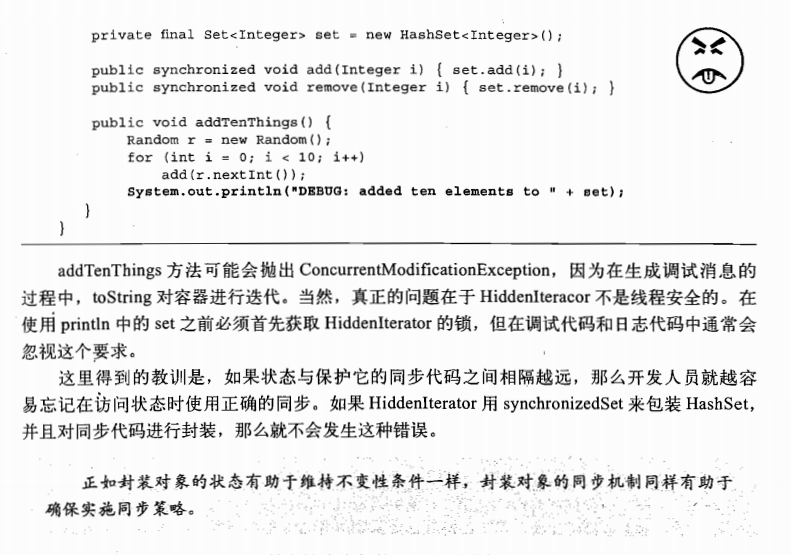 private final Set<Integer> set = new HashSet<Integer>();
public synchronized void add(Integer i) { set.add(i); }
public synchronized void remove(Integer i) { set.remove(i); }
public void addTenThings() {
Random r = new Random();
for (int i = 0; i < 10; i++)
add(r.nextInt());
System.out.println("DEBUG: added ten elements to " + set);
}
}
addTenThings 方法可能会抛出 ConcurrentModificationException，因为在生成调试消息的
过程中，toString 对容器进行迭代。当然，真正的问题在于 HiddenIteracor 不是线程安全的。在
使用 println 中的 set 之前必须首先获取 HiddenIterator 的锁，但在调试代码和日志代码中通常会
忽视这个要求。
这里得到的教训是，如果状态与保护它的同步代码之间相隔越远，那么开发人员就越容
易忘记在访问状态时使用正确的同步。如果 HiddenIterator 用 synchronizedSet 来包装 HashSet，
并且对同步代码进行封装，那么就不会发生这种错误。
正如封装对象的状态有助于维持不变性条件一样，封装对象的同步机制同样有助于
确保实施同步策略。